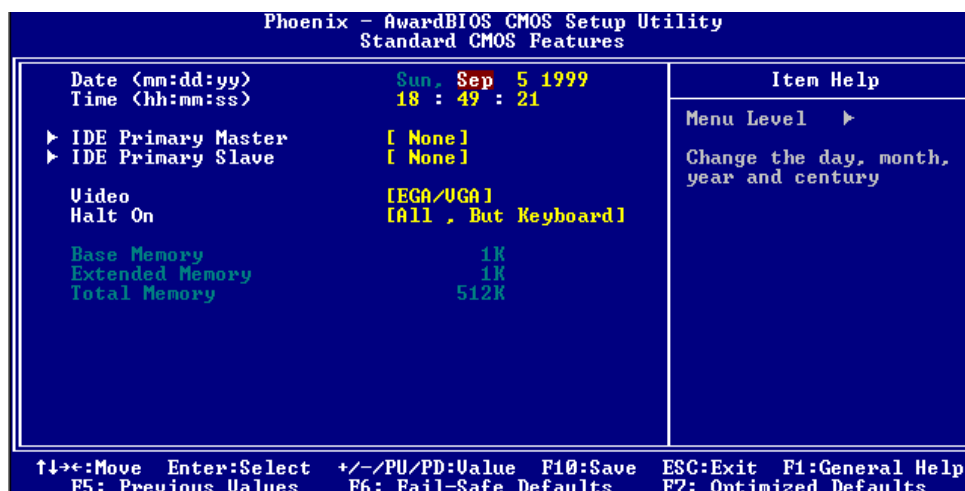 Phoenix - AwardBIOS CMOS Setup Utility
Standard CMOS Features
Date (mm:dd:yy) Sun, Sep 5 1999
Time (hh:mm:ss) 18 : 49 : 21
▶ IDE Primary Master [ None]
▶ IDE Primary Slave [ None]
Video [EGA/VGA]
Halt On [All , But Keyboard]
Base Memory 1K
Extended Memory 1K
Total Memory 512K
Item Help
Menu Level ▶
Change the day, month,
year and century
↑↓→←:Move Enter:Select +/-/PU/PD:Value F10:Save ESC:Exit F1:General Help
F5: Previous Values F6: Fail-Safe Defaults F7: Optimized Defaults